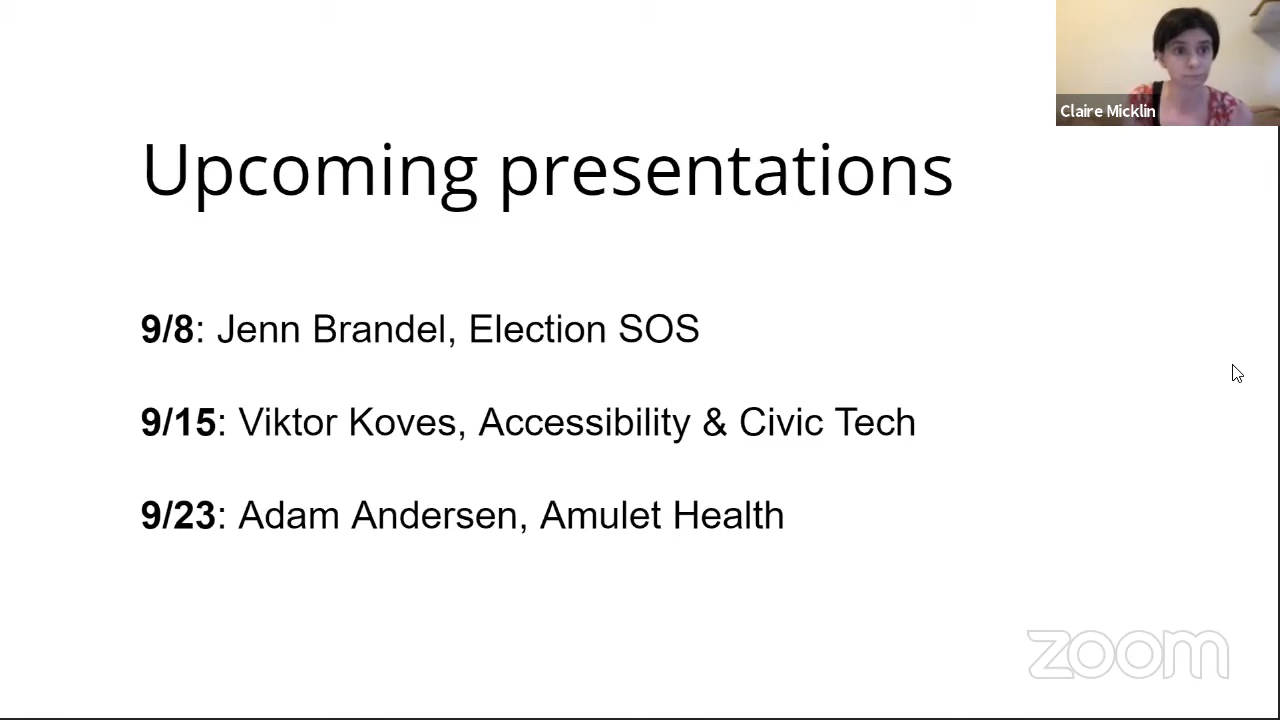 Claire Micklin
Upcoming presentations
9/8: Jenn Brandel, Election SOS
9/15: Viktor Koves, Accessibility & Civic Tech
9/23: Adam Andersen, Amulet Health
zoom